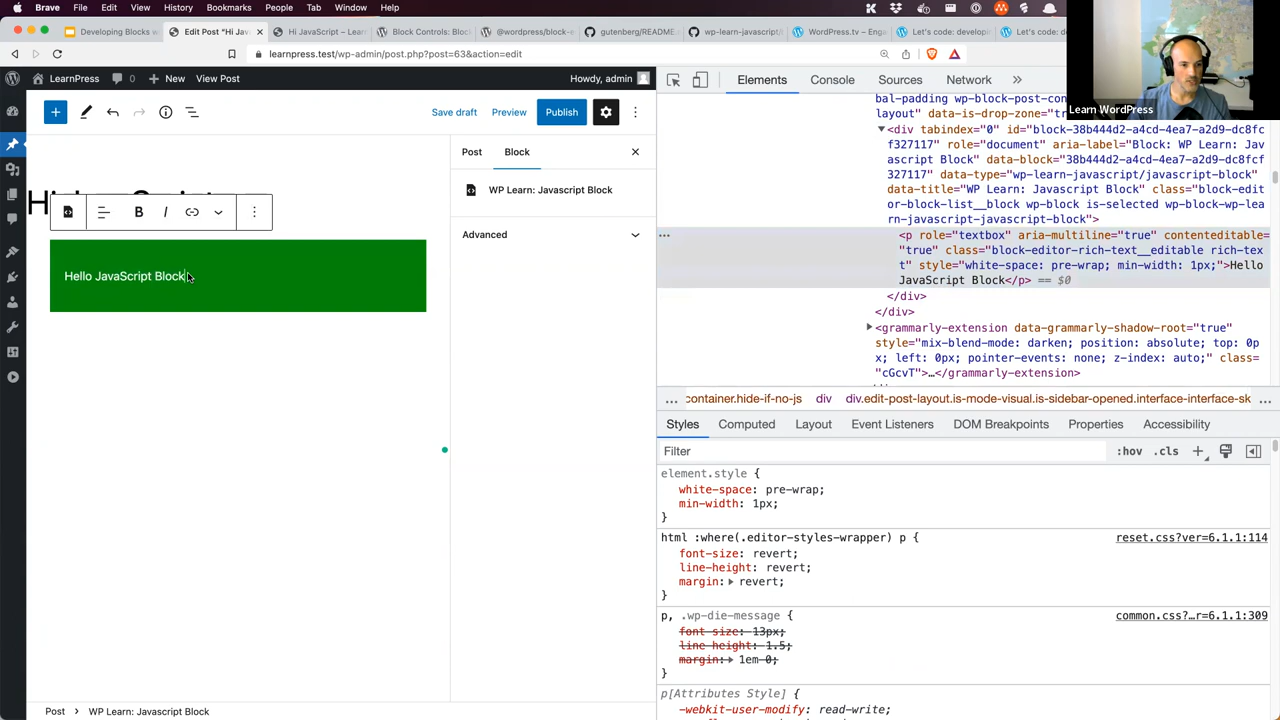 Brave File Edit View History Bookmarks People Tab Window Help
Developing Blocks w
Edit Post "Hi Jav
Hi JavaScript – Learn
Block Controls: Block
@wordpress/block-e
gutenberg/README.
wp-learn-javascript/
WordPress.tv – Eng
Let's code: develop
Let's code:
learnpress.test/wp-admin/post.php?post=63&action=edit
LearnPress 0 New View Post
Howdy, admin
Save draft Preview Publish
Post Block
WP Learn: Javascript Block
Advanced
B I
Hello JavaScript Block
Post WP Learn: Javascript Block
Learn WordPress
Elements Console Sources Network
bal-padding wp-block-post-con
layout" data-is-drop-zone="tr
<div tabindex="0" id="block-38b444d2-a4cd-4ea7-a2d9-dc8fc
f327117" role="document" aria-label="Block: WP Learn: Jav
ascript Block" data-block="38b444d2-a4cd-4ea7-a2d9-dc8fcf
327117" data-type="wp-learn-javascript/javascript-block"
data-title="WP Learn: Javascript Block" class="block-edit
or-block-list__block wp-block is-selected wp-block-wp-lea
rn-javascript-javascript-block">
<p role="textbox" aria-multiline="true" contenteditable=
"true" class="block-editor-rich-text__editable rich-tex
t" style="white-space: pre-wrap; min-width: 1px;">Hello
JavaScript Block</p> == $0
</div>
</div>
<grammarly-extension data-grammarly-shadow-root="true"
style="mix-blend-mode: darken; position: absolute; top: 0p
x; left: 0px; pointer-events: none; z-index: auto;" class=
"cGcvT">…</grammarly-extension>
... container.hide-if-no-js div div.edit-post-layout.is-mode-visual.is-sidebar-opened.interface-interface-sk ...
Styles Computed Layout Event Listeners DOM Breakpoints Properties Accessibility
Filter :hov .cls
element.style {
white-space: pre-wrap;
min-width: 1px;
}
html :where(.editor-styles-wrapper) p { reset.css?ver=6.1.1:114
font-size: revert;
line-height: revert;
margin: revert;
}
p, .wp-die-message { common.css?…r=6.1.1:309
font-size: 13px;
line-height: 1.5;
margin: 1em 0;
}
p[Attributes Style] {
-webkit-user-modify: read-write;